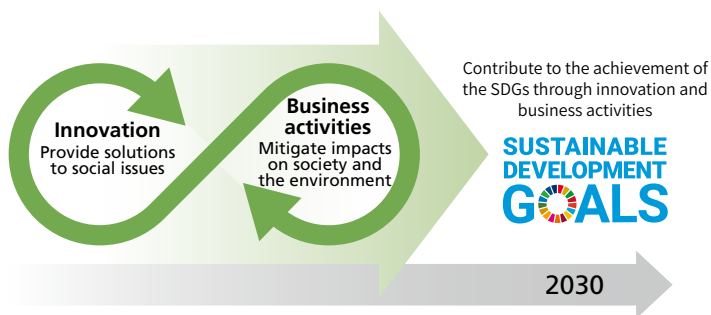 Innovation
Provide solutions
to social issues
Business
activities
Mitigate impacts
on society and
the environment
Contribute to the achievement of
the SDGs through innovation and
business activities
SUSTAINABLE
DEVELOPMENT
GOALS
2030